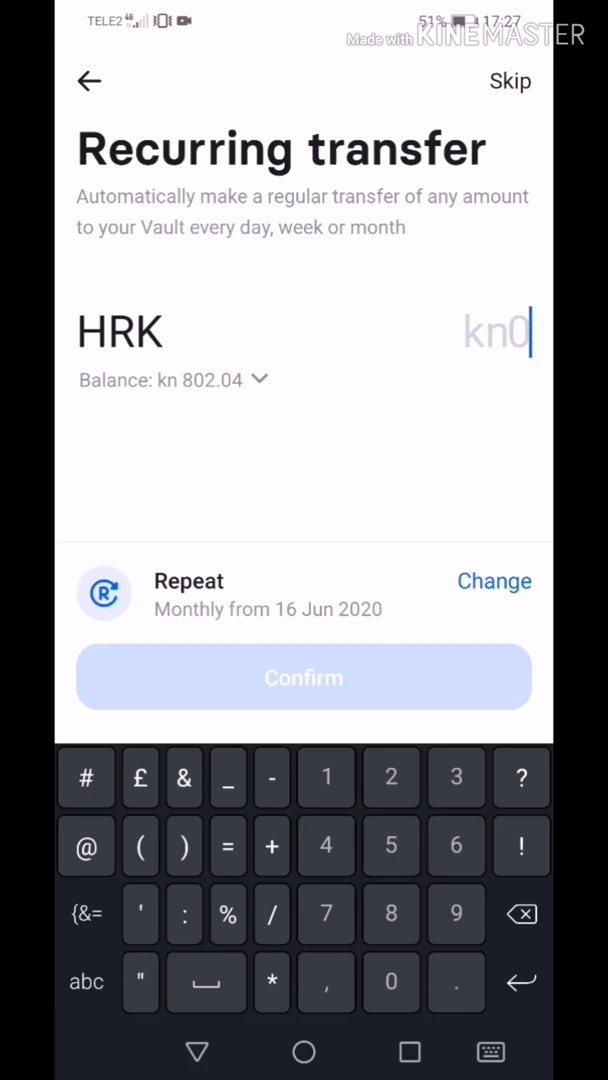 TELE2 46 51% 17:27
Made with KINEMASTER
Skip
Recurring transfer
Automatically make a regular transfer of any amount
to your Vault every day, week or month
HRK kn0
Balance: kn 802.04
R Repeat Change
Monthly from 16 Jun 2020
Confirm
# £ & _ - 1 2 3 ?
@ ( ) = + 4 5 6 !
{&= ' : % / 7 8 9
abc " * , 0 .